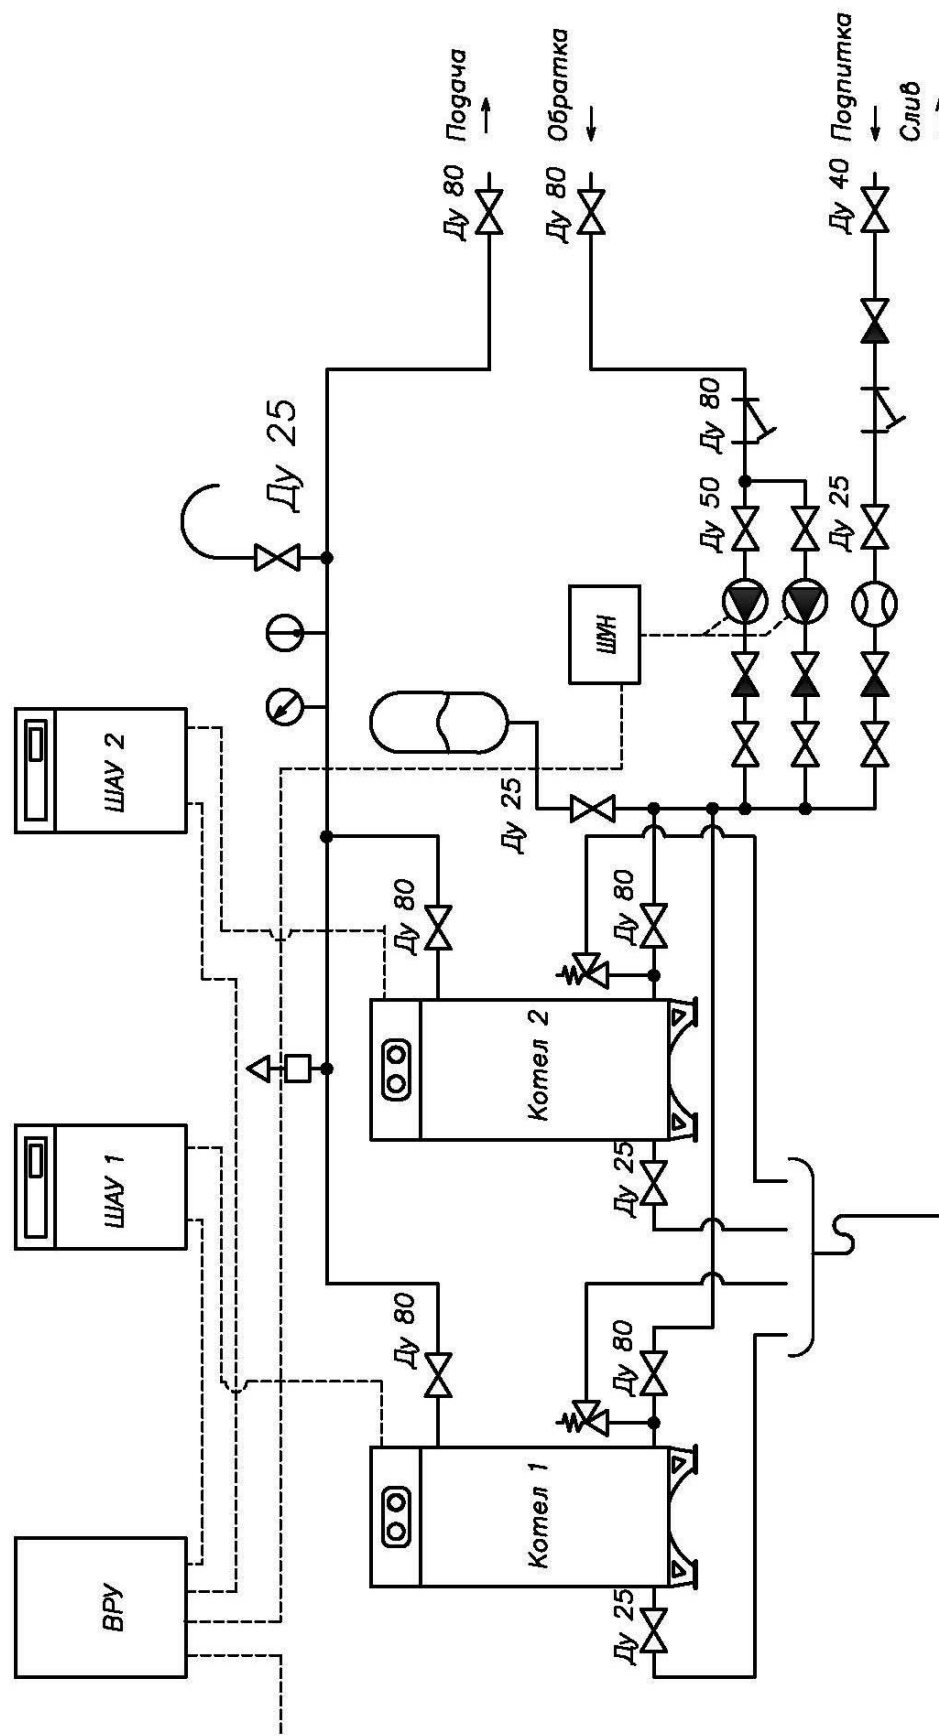 ВРУ
ШАУ 1
ШАУ 2
Ду 25
Ду 80 Подача
Ду 80 Обратка
Ду 80
Ду 80
Ду 25
ШУН
Ду 50
Ду 80
Котел 1
Котел 2
Ду 25
Ду 80
Ду 25
Ду 80
Ду 25
Ду 40 Подпитка
Слив